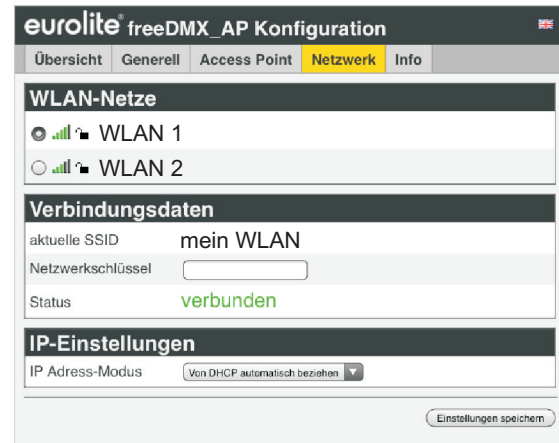 eurolite® freeDMX_AP Konfiguration
Übersicht Generell Access Point Netzwerk Info
WLAN-Netze
WLAN 1
WLAN 2
Verbindungsdaten
aktuelle SSID mein WLAN
Netzwerkschlüssel
Status verbunden
IP-Einstellungen
IP Adress-Modus Von DHCP automatisch beziehen
Einstellungen speichern